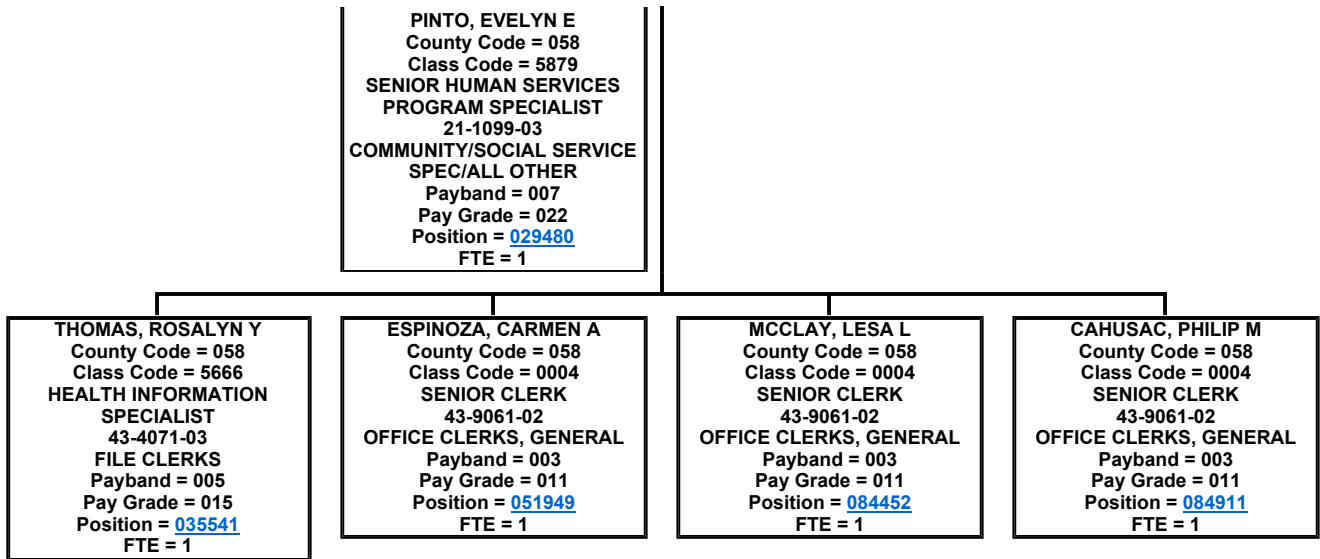 PINTO, EVELYN E
County Code = 058
Class Code = 5879
SENIOR HUMAN SERVICES
PROGRAM SPECIALIST
21-1099-03
COMMUNITY/SOCIAL SERVICE
SPEC/ALL OTHER
Payband = 007
Pay Grade = 022
Position = 029480
FTE = 1
THOMAS, ROSALYN Y
County Code = 058
Class Code = 5666
HEALTH INFORMATION
SPECIALIST
43-4071-03
FILE CLERKS
Payband = 005
Pay Grade = 015
Position = 035541
FTE = 1
ESPINOZA, CARMEN A
County Code = 058
Class Code = 0004
SENIOR CLERK
43-9061-02
OFFICE CLERKS, GENERAL
Payband = 003
Pay Grade = 011
Position = 051949
FTE = 1
MCCLAY, LESA L
County Code = 058
Class Code = 0004
SENIOR CLERK
43-9061-02
OFFICE CLERKS, GENERAL
Payband = 003
Pay Grade = 011
Position = 084452
FTE = 1
CAHUSAC, PHILIP M
County Code = 058
Class Code = 0004
SENIOR CLERK
43-9061-02
OFFICE CLERKS, GENERAL
Payband = 003
Pay Grade = 011
Position = 084911
FTE = 1